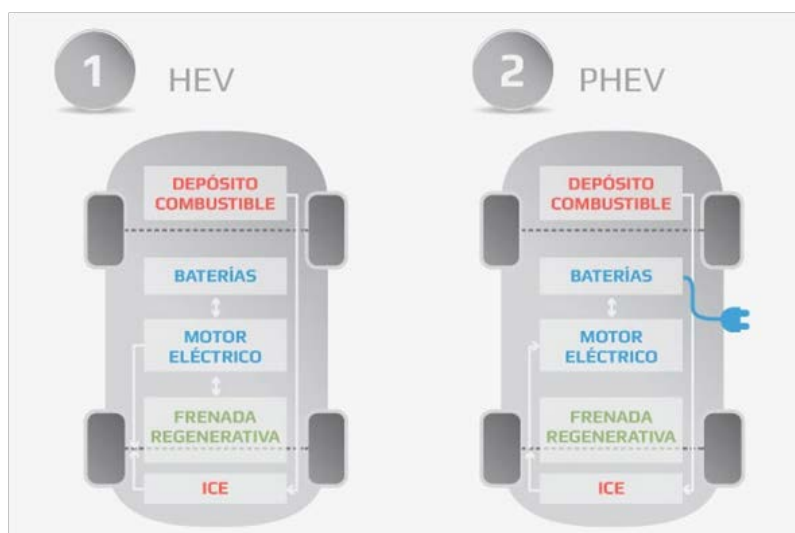 1
HEV
DEPÓSITO
COMBUSTIBLE
BATERÍAS
MOTOR
ELÉCTRICO
FRENADA
REGENERATIVA
ICE
2
PHEV
DEPÓSITO
COMBUSTIBLE
BATERÍAS
MOTOR
ELÉCTRICO
FRENADA
REGENERATIVA
ICE